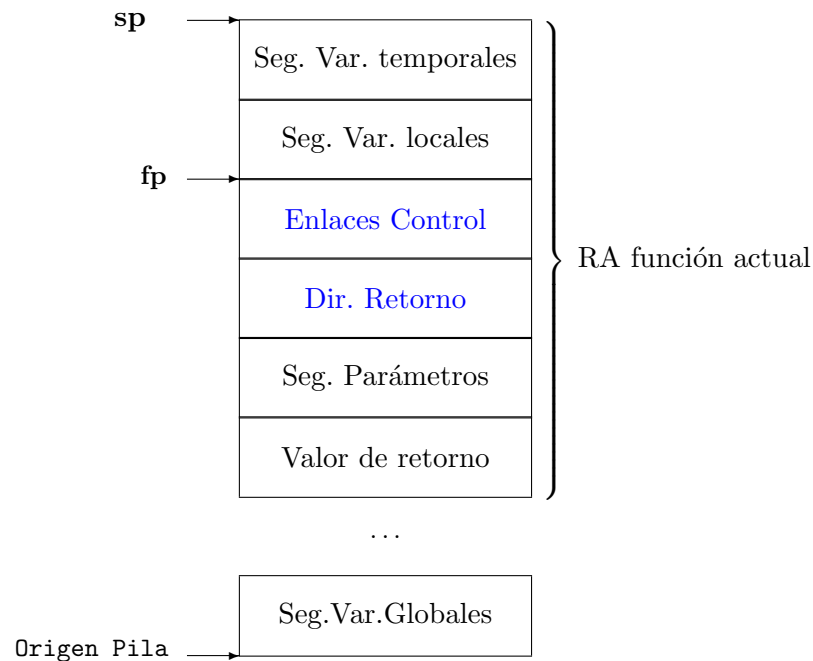 sp
Seg. Var. temporales
Seg. Var. locales
fp
Enlaces Control
RA función actual
Dir. Retorno
Seg. Parámetros
Valor de retorno
...
Seg.Var.Globales
Origen Pila